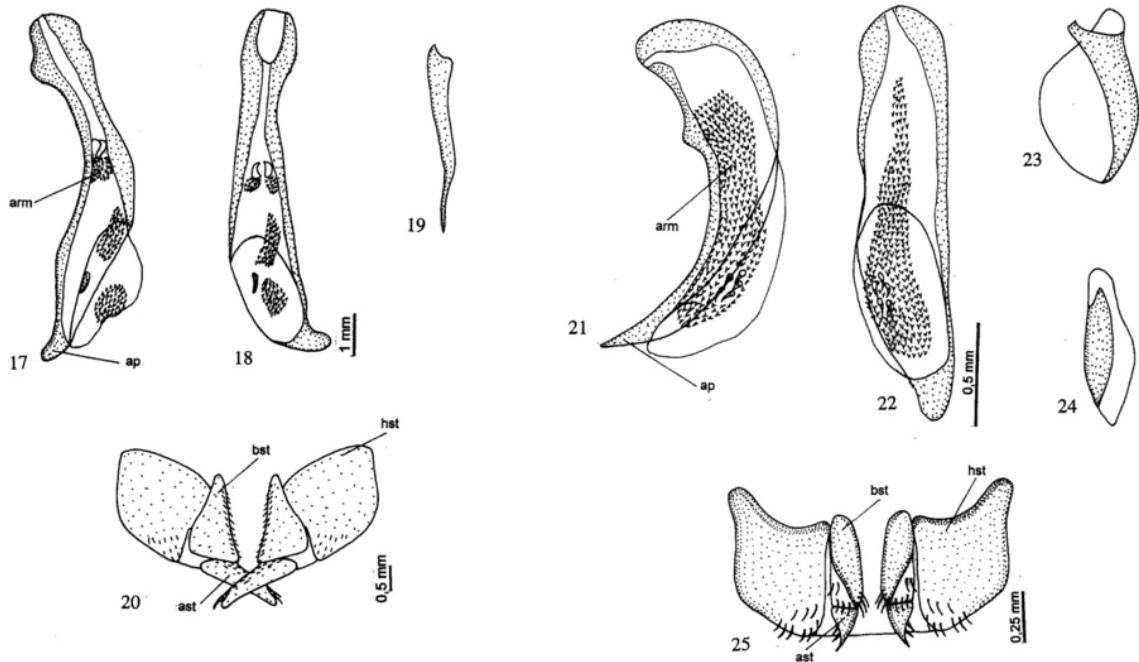 arm
17
ap
18
1 mm
19
21
arm
ap
22
0,5 mm
23
24
20
bst
hst
ast
0,5 mm
25
bst
hst
ast
0,25 mm